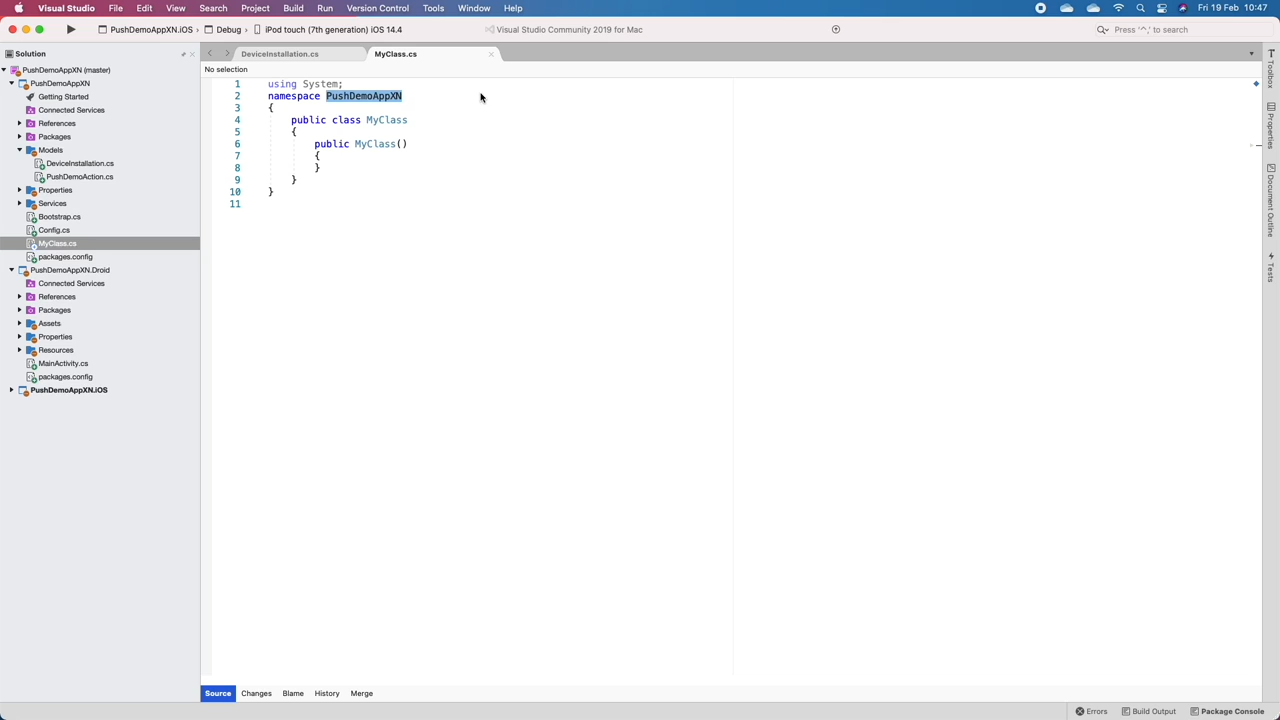 Visual Studio File Edit View Search Project Build Run Version Control Tools Window Help Fri 19 Feb 10:47
PushDemoAppXN.iOS › Debug › iPod touch (7th generation) iOS 14.4 Visual Studio Community 2019 for Mac Press '^,' to search
Solution
DeviceInstallation.cs MyClass.cs
No selection
PushDemoAppXN (master)
PushDemoAppXN
Getting Started
Connected Services
References
Packages
Models
DeviceInstallation.cs
PushDemoAction.cs
Properties
Services
Bootstrap.cs
Config.cs
MyClass.cs
packages.config
PushDemoAppXN.Droid
Connected Services
References
Packages
Assets
Properties
Resources
MainActivity.cs
packages.config
PushDemoAppXN.iOS
1 using System;
2 namespace PushDemoAppXN
3 {
4 public class MyClass
5 {
6 public MyClass()
7 {
8 }
9 }
10 }
11
Toolbox
Properties
Document Outline
Tests
Source Changes Blame History Merge
Errors Build Output Package Console